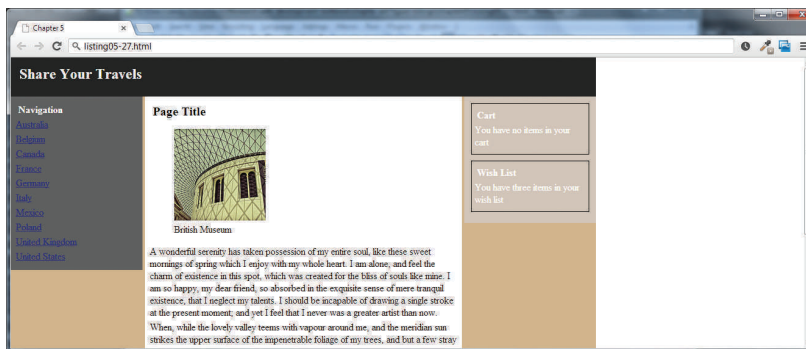 Chapter 5
listing05-27.html
Share Your Travels
Navigation
Australia
Belgium
Canada
France
Germany
Italy
Mexico
Poland
United Kingdom
United States
Page Title
British Museum
A wonderful serenity has taken possession of my entire soul, like these sweet
mornings of spring which I enjoy with my whole heart. I am alone, and feel the
charm of existence in this spot, which was created for the bliss of souls like mine. I
am so happy, my dear friend, so absorbed in the exquisite sense of mere tranquil
existence, that I neglect my talents. I should be incapable of drawing a single stroke
at the present moment; and yet I feel that I never was a greater artist than now.
When, while the lovely valley teems with vapour around me, and the meridian sun
strikes the upper surface of the impenetrable foliage of my trees, and but a few stray
Cart
You have no items in your
cart
Wish List
You have three items in your
wish list